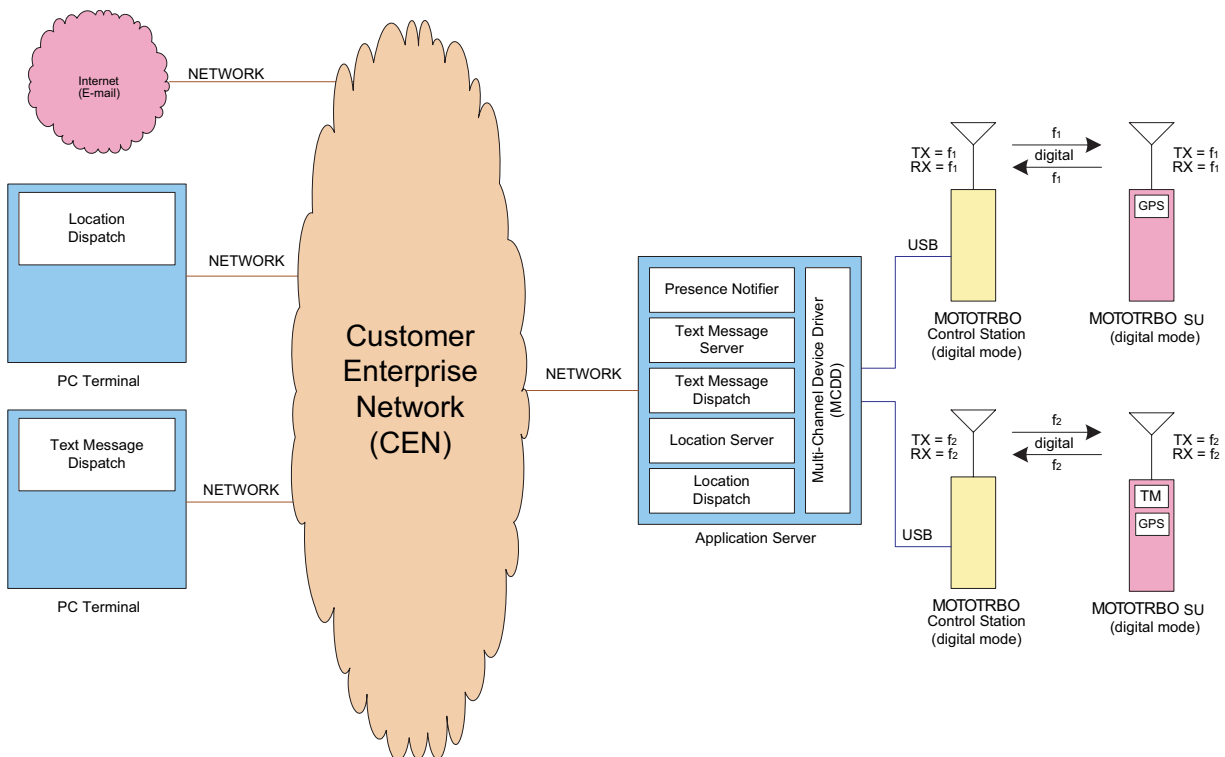 Internet
(E-mail)
NETWORK
Location
Dispatch
NETWORK
PC Terminal
Text Message
Dispatch
NETWORK
PC Terminal
Customer
Enterprise
Network
(CEN)
NETWORK
Presence Notifier
Text Message
Server
Text Message
Dispatch
Location Server
Location
Dispatch
Multi-Channel Device Driver
(MCDD)
Application Server
USB
TX = f1
RX = f1
f1
digital
f1
TX = f1
RX = f1
GPS
MOTOTRBO
Control Station
(digital mode)
MOTOTRBO SU
(digital mode)
USB
TX = f2
RX = f2
f2
digital
f2
TX = f2
RX = f2
TM
GPS
MOTOTRBO
Control Station
(digital mode)
MOTOTRBO SU
(digital mode)